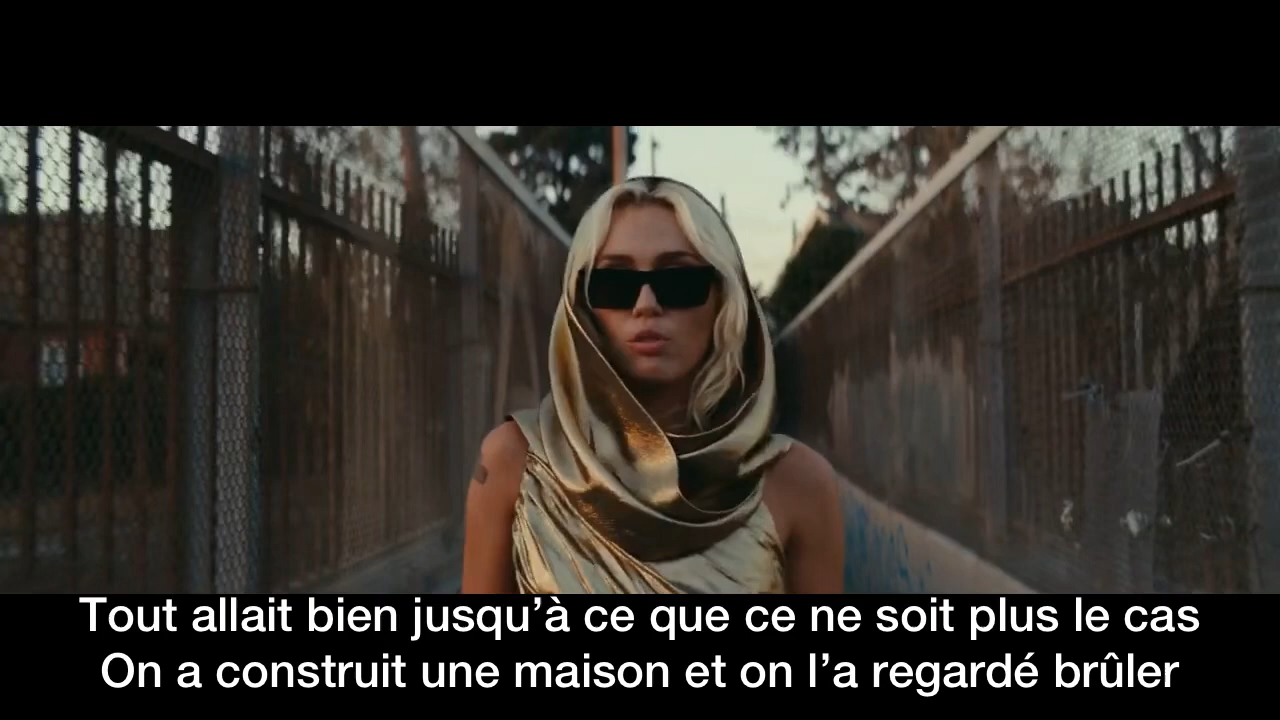 Tout allait bien jusqu’à ce que ce ne soit plus le cas
On a construit une maison et on l’a regardé brûler